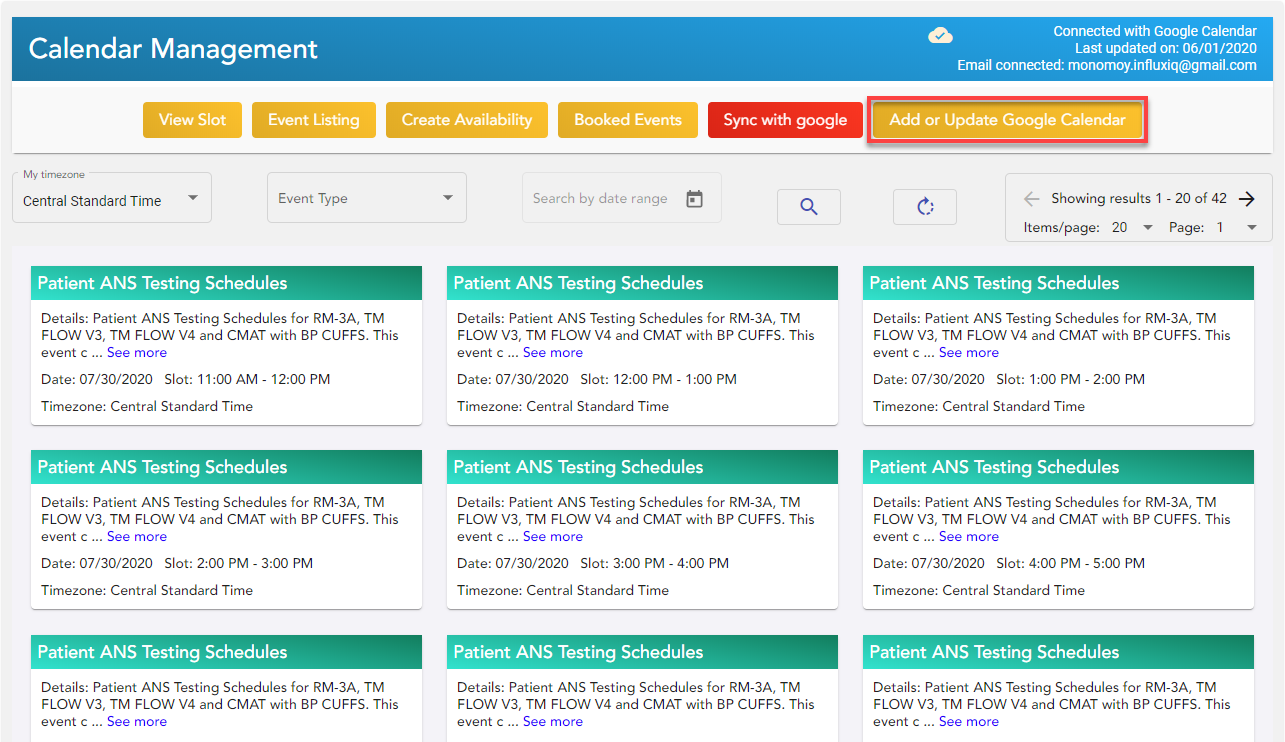 Calendar Management
Connected with Google Calendar
Last updated on: 06/01/2020
Email connected: monomoy.influxiq@gmail.com
View Slot
Event Listing
Create Availability
Booked Events
Sync with google
Add or Update Google Calendar
My timezone
Central Standard Time
Event Type
Search by date range
Showing results 1 - 20 of 42
Items/page: 20 Page: 1
Patient ANS Testing Schedules
Details: Patient ANS Testing Schedules for RM-3A, TM
FLOW V3, TM FLOW V4 and CMAT with BP CUFFS. This
event c ... See more
Date: 07/30/2020 Slot: 11:00 AM - 12:00 PM
Timezone: Central Standard Time
Patient ANS Testing Schedules
Details: Patient ANS Testing Schedules for RM-3A, TM
FLOW V3, TM FLOW V4 and CMAT with BP CUFFS. This
event c ... See more
Date: 07/30/2020 Slot: 12:00 PM - 1:00 PM
Timezone: Central Standard Time
Patient ANS Testing Schedules
Details: Patient ANS Testing Schedules for RM-3A, TM
FLOW V3, TM FLOW V4 and CMAT with BP CUFFS. This
event c ... See more
Date: 07/30/2020 Slot: 1:00 PM - 2:00 PM
Timezone: Central Standard Time
Patient ANS Testing Schedules
Details: Patient ANS Testing Schedules for RM-3A, TM
FLOW V3, TM FLOW V4 and CMAT with BP CUFFS. This
event c ... See more
Date: 07/30/2020 Slot: 2:00 PM - 3:00 PM
Timezone: Central Standard Time
Patient ANS Testing Schedules
Details: Patient ANS Testing Schedules for RM-3A, TM
FLOW V3, TM FLOW V4 and CMAT with BP CUFFS. This
event c ... See more
Date: 07/30/2020 Slot: 3:00 PM - 4:00 PM
Timezone: Central Standard Time
Patient ANS Testing Schedules
Details: Patient ANS Testing Schedules for RM-3A, TM
FLOW V3, TM FLOW V4 and CMAT with BP CUFFS. This
event c ... See more
Date: 07/30/2020 Slot: 4:00 PM - 5:00 PM
Timezone: Central Standard Time
Patient ANS Testing Schedules
Details: Patient ANS Testing Schedules for RM-3A, TM
FLOW V3, TM FLOW V4 and CMAT with BP CUFFS. This
event c ... See more
Patient ANS Testing Schedules
Details: Patient ANS Testing Schedules for RM-3A, TM
FLOW V3, TM FLOW V4 and CMAT with BP CUFFS. This
event c ... See more
Patient ANS Testing Schedules
Details: Patient ANS Testing Schedules for RM-3A, TM
FLOW V3, TM FLOW V4 and CMAT with BP CUFFS. This
event c ... See more